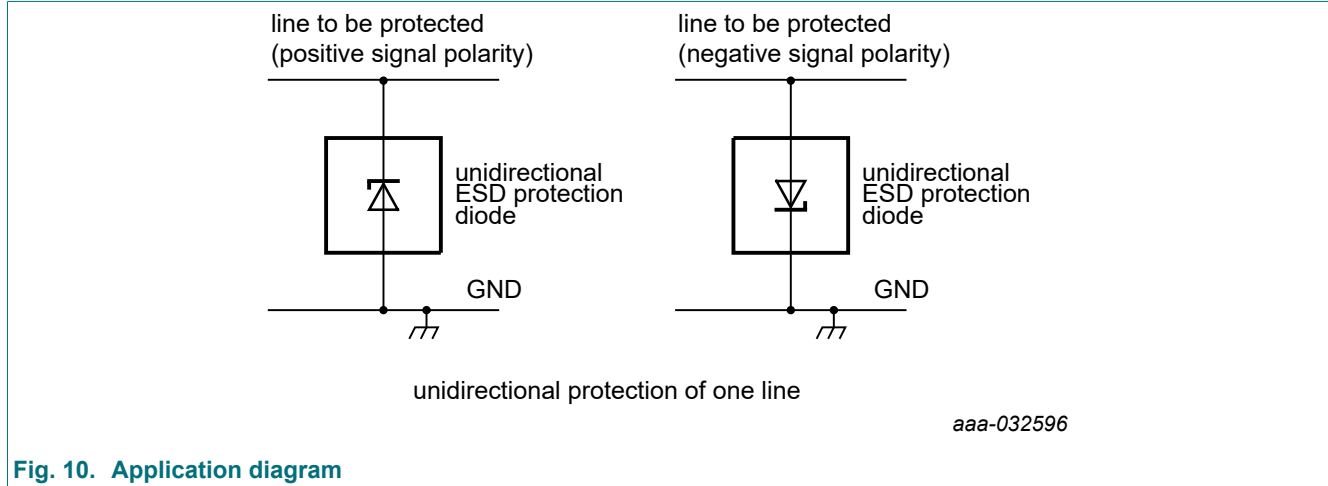 line to be protected
(positive signal polarity)
unidirectional
ESD protection
diode
GND
line to be protected
(negative signal polarity)
unidirectional
ESD protection
diode
GND
unidirectional protection of one line
aaa-032596
Fig. 10. Application diagram